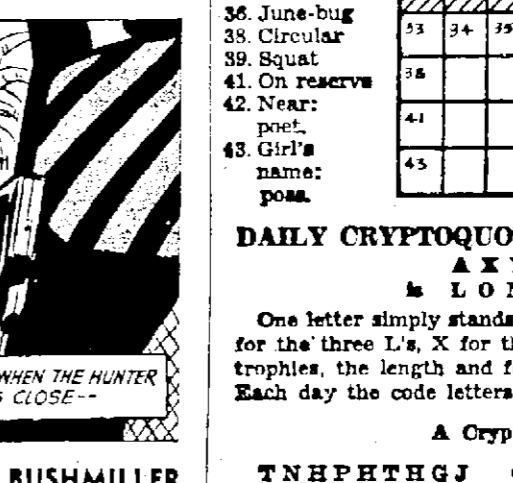 WHEN THE HUNTER
CLOSE--
BUSHMILLER
36. June-bug
38. Circular
39. Squat
41. On reserve
42. Near:
poet.
43. Girl's
name:
poss.
33 34 35
38
41
43
DAILY CRYPTOQUO
A X Y
is L O N
One letter simply stands
for the three L's, X for th
trophies, the length and f
Each day the code letters
A Cryp
TNHPHTHGJ